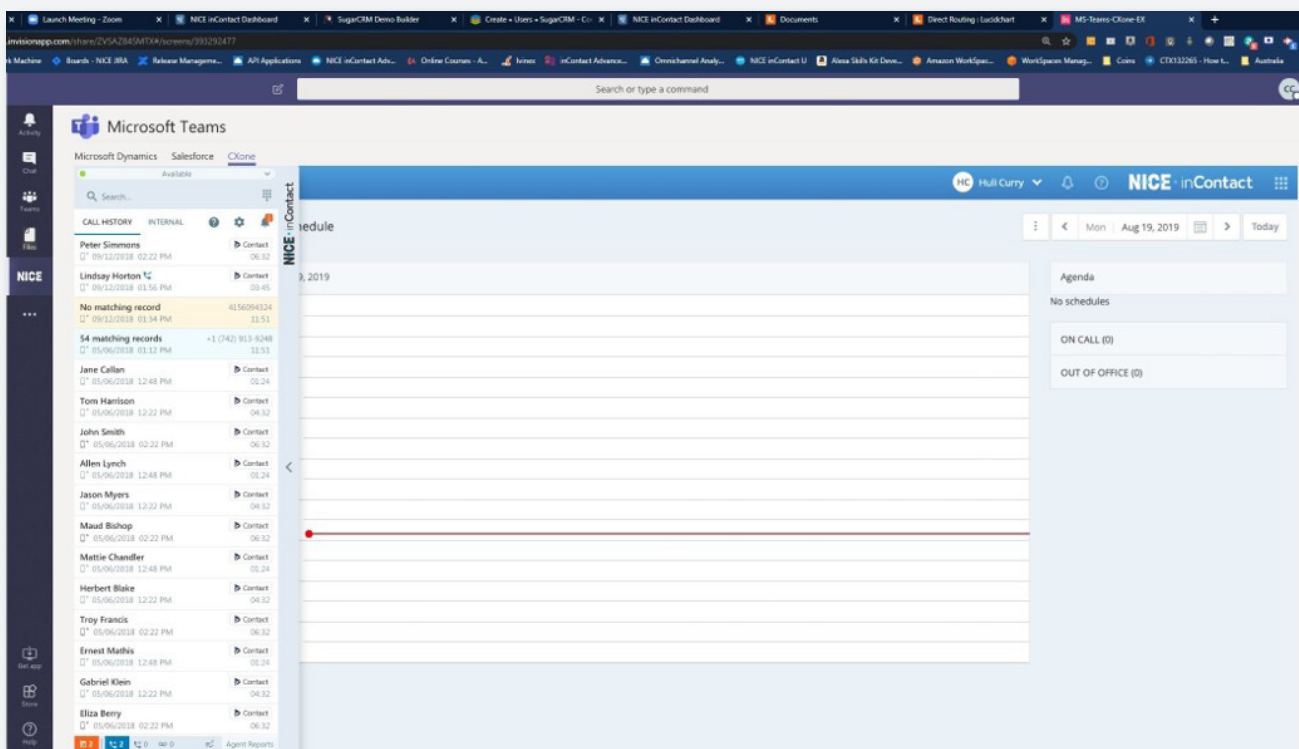 Launch Meeting - Zoom NICE inContact Dashboard SugarCRM Demo Builder Create » Users » SugarCRM - Co NICE inContact Dashboard Documents Direct Routing : Lucidchart MS-Teams-CXone-EX
.invisionapp.com/share/ZVSAZ845MTX#/screens/393292477
rk Machine Boards - NICE JIRA Release Manageme... API Applications NICE inContact Adv... Online Courses - A... Ivinex inContact Advance... Omnichannel Analy... NICE inContact U Alexa Skills Kit Deve... Amazon WorkSpac... WorkSpaces Manag... Coins CTX132265 - How t... Australia
Search or type a command
CC
Activity
Microsoft Teams
Chat
Microsoft Dynamics Salesforce CXone
Available
Teams
Search...
NICE inContact
HC Huli Curry
NICE inContact
Files
CALL HISTORY INTERNAL
edule
Mon Aug 19, 2019 Today
Peter Simmons Contact
09/12/2018 02:22 PM 06:32
NICE
Lindsay Horton Contact
09/12/2018 01:56 PM 03:45
9, 2019
Agenda
No matching record 4156094324
09/12/2018 01:34 PM 11:51
No schedules
54 matching records +1 (742) 913-9248
05/06/2018 01:12 PM 11:51
ON CALL (0)
Jane Callan Contact
05/06/2018 12:48 PM 01:24
OUT OF OFFICE (0)
Tom Harrison Contact
05/06/2018 12:22 PM 04:32
John Smith Contact
05/06/2018 02:22 PM 06:32
Allen Lynch Contact
05/06/2018 12:48 PM 01:24
Jason Myers Contact
05/06/2018 12:22 PM 04:32
Maud Bishop Contact
05/06/2018 02:22 PM 06:32
Mattie Chandler Contact
05/06/2018 12:48 PM 01:24
Herbert Blake Contact
05/06/2018 12:22 PM 04:32
Troy Francis Contact
05/06/2018 02:22 PM 06:32
Ernest Mathis Contact
05/06/2018 12:48 PM 01:24
Get app
Gabriel Klein Contact
05/06/2018 12:22 PM 04:32
Store
Eliza Berry Contact
05/06/2018 02:22 PM 06:32
Help
2 2 0 0 Agent Reports